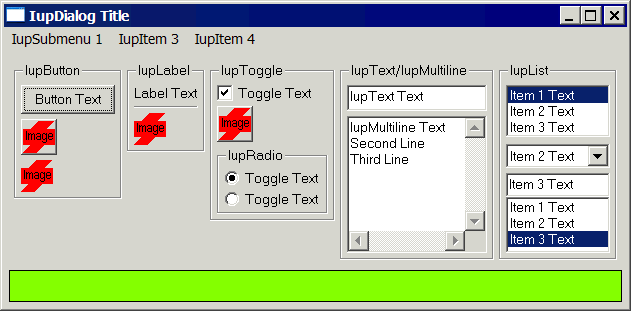 IupDialog Title
IupSubmenu 1 IupItem 3 IupItem 4
IupButton
Button Text
Image
Image
IupLabel
Label Text
Image
IupToggle
Toggle Text
Image
IupRadio
Toggle Text
Toggle Text
IupText/IupMultiline
IupText Text
IupMultiline Text
Second Line
Third Line
IupList
Item 1 Text
Item 2 Text
Item 3 Text
Item 2 Text
Item 3 Text
Item 1 Text
Item 2 Text
Item 3 Text